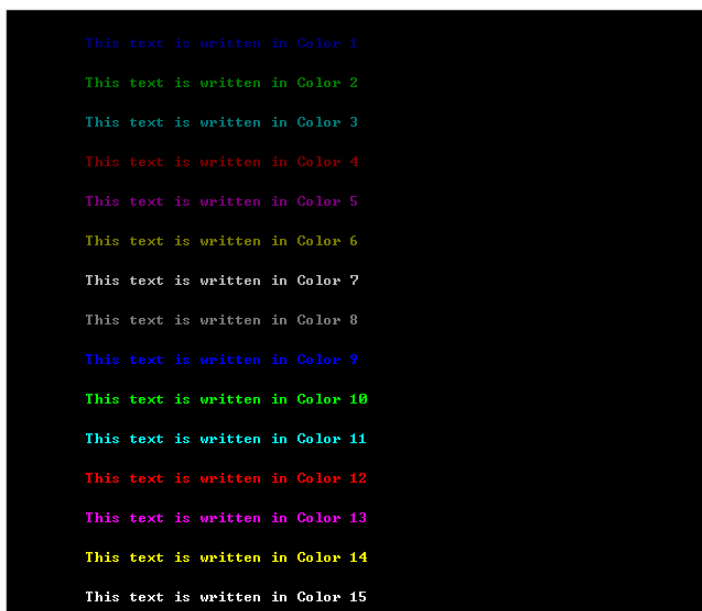 This text is written in Color 1
This text is written in Color 2
This text is written in Color 3
This text is written in Color 4
This text is written in Color 5
This text is written in Color 6
This text is written in Color 7
This text is written in Color 8
This text is written in Color 9
This text is written in Color 10
This text is written in Color 11
This text is written in Color 12
This text is written in Color 13
This text is written in Color 14
This text is written in Color 15